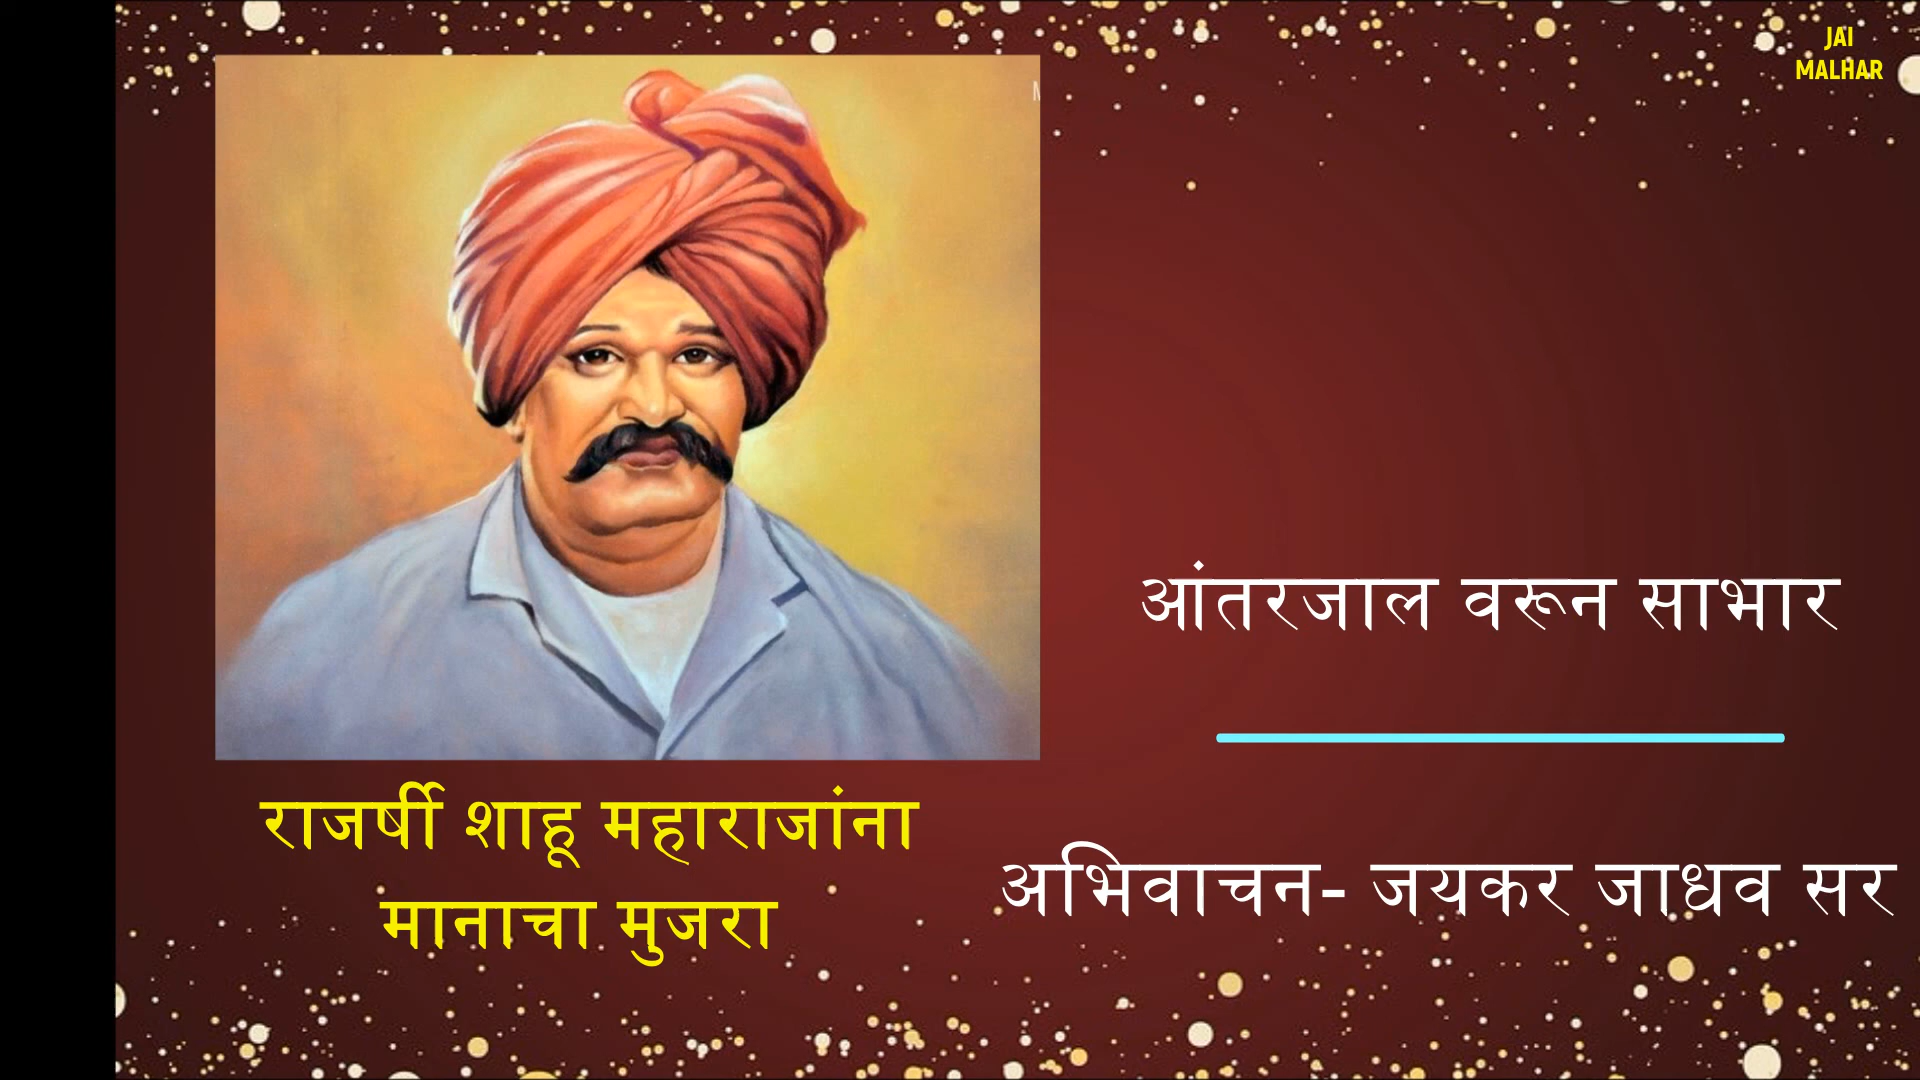 JAI
MALHAR
आंतरजाल वरून साभार
राजर्षी शाहू महाराजांना
मानाचा मुजरा
अभिवाचन- जयकर जाधव सर